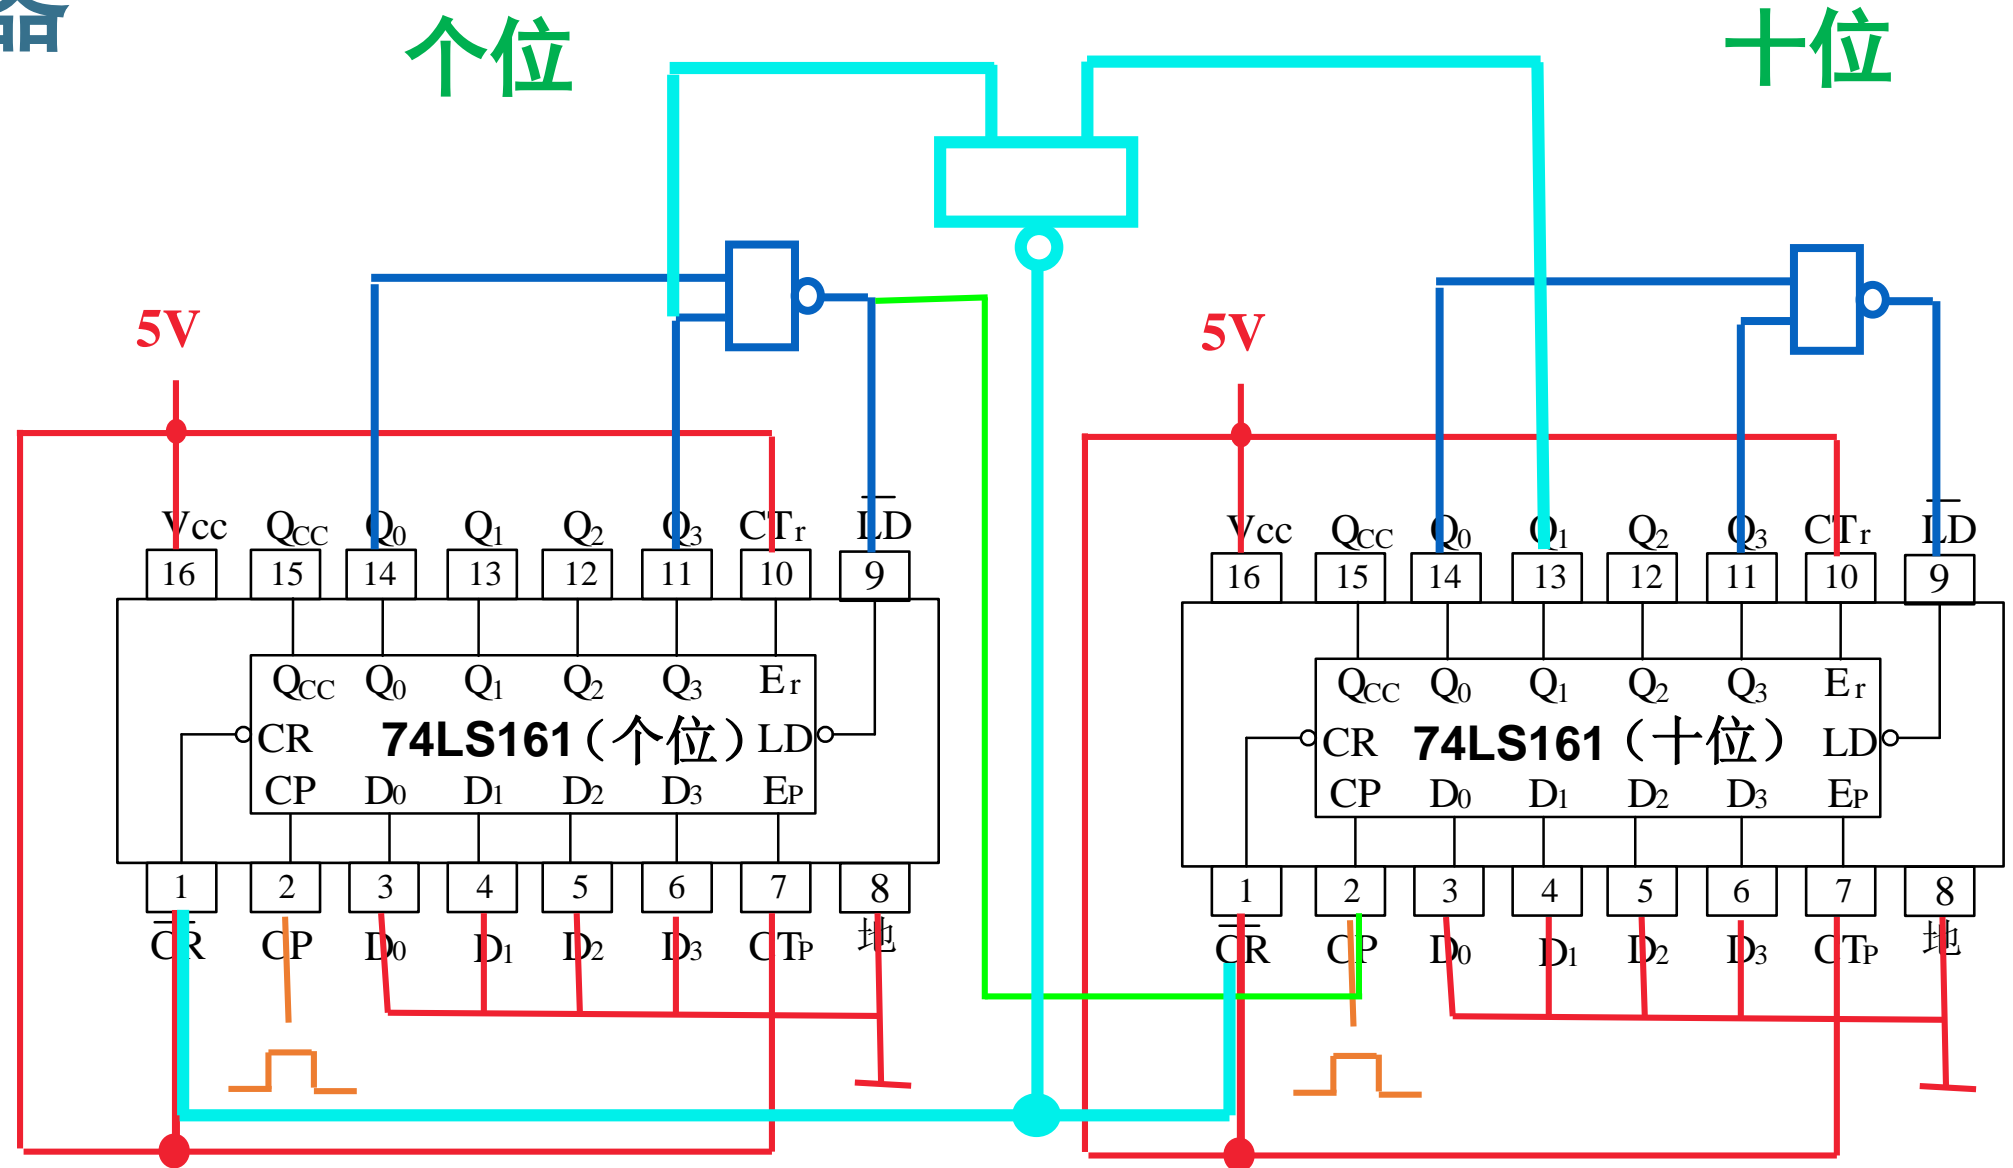 器
个位 十位
5V 5V
Vcc QCC Q0 Q1 Q2 Q3 CTr LD
16 15 14 13 12 11 10 9
QCC Q0 Q1 Q2 Q3 Er
CR 74LS161(个位) LD
CP D0 D1 D2 D3 EP
1 2 3 4 5 6 7 8
CR CP D0 D1 D2 D3 CTP 地
Vcc QCC Q0 Q1 Q2 Q3 CTr LD
16 15 14 13 12 11 10 9
QCC Q0 Q1 Q2 Q3 Er
CR 74LS161(十位) LD
CP D0 D1 D2 D3 EP
1 2 3 4 5 6 7 8
CR CP D0 D1 D2 D3 CTP 地